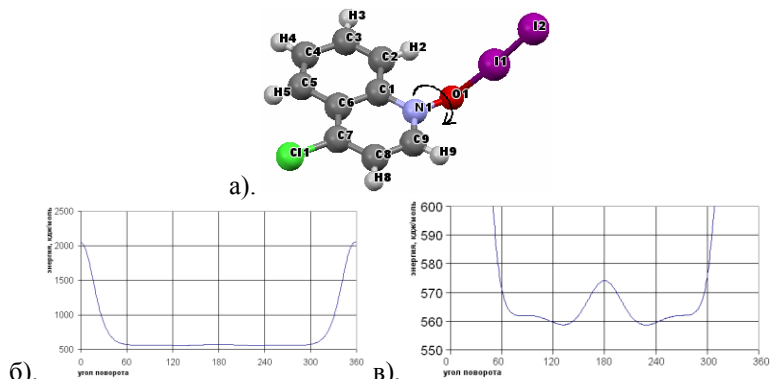 H3
I2
H4
C3
H2
C4
I1
C2
O1
C5
C1
H5
N1
C6
C7
C9
Cl1
C8
H9
H8
а).
2500
2000
1500
1000
500
энергия, кдж/моль
0 60 120 180 240 300 360
угол поворота
б).
600
590
580
570
560
550
энергия, кдж/моль
0 60 120 180 240 300 360
угол поворота
в).